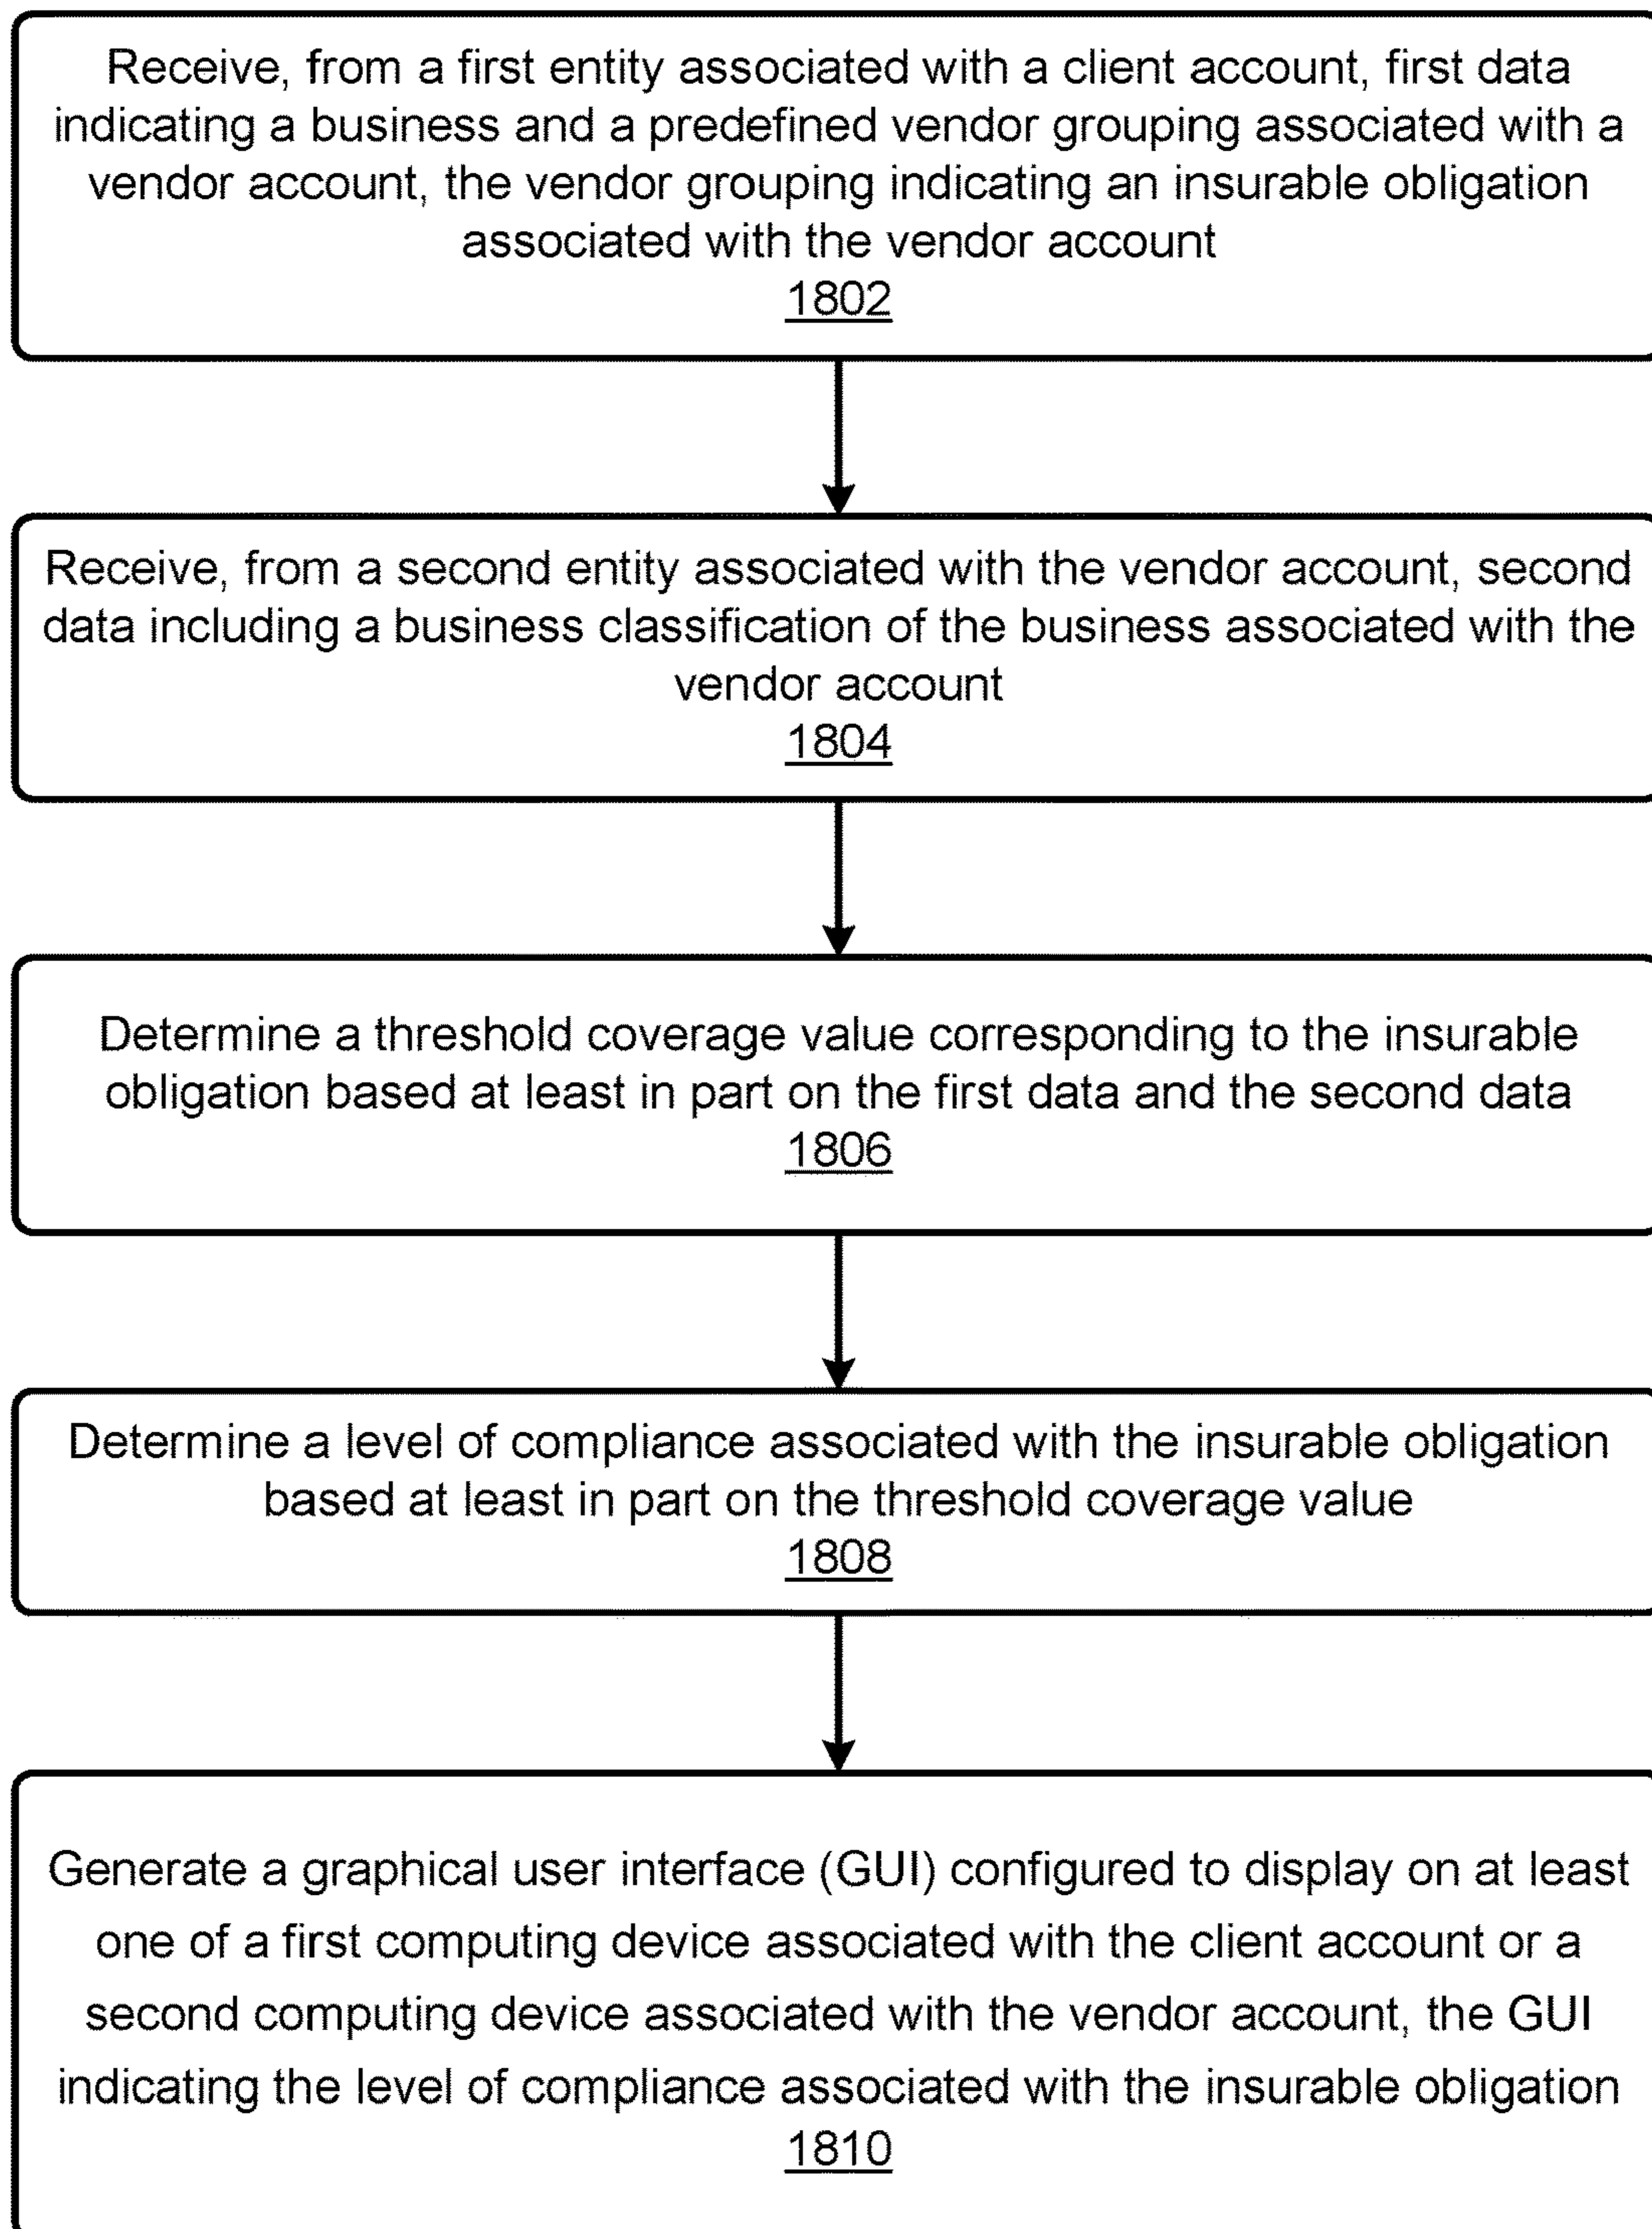 Receive, from a first entity associated with a client account, first data
indicating a business and a predefined vendor grouping associated with a
vendor account, the vendor grouping indicating an insurable obligation
associated with the vendor account
1802
Receive, from a second entity associated with the vendor account, second
data including a business classification of the business associated with the
vendor account
1804
Determine a threshold coverage value corresponding to the insurable
obligation based at least in part on the first data and the second data
1806
Determine a level of compliance associated with the insurable obligation
based at least in part on the threshold coverage value
1808
Generate a graphical user interface (GUI) configured to display on at least
one of a first computing device associated with the client account or a
second computing device associated with the vendor account, the GUI
indicating the level of compliance associated with the insurable obligation
1810